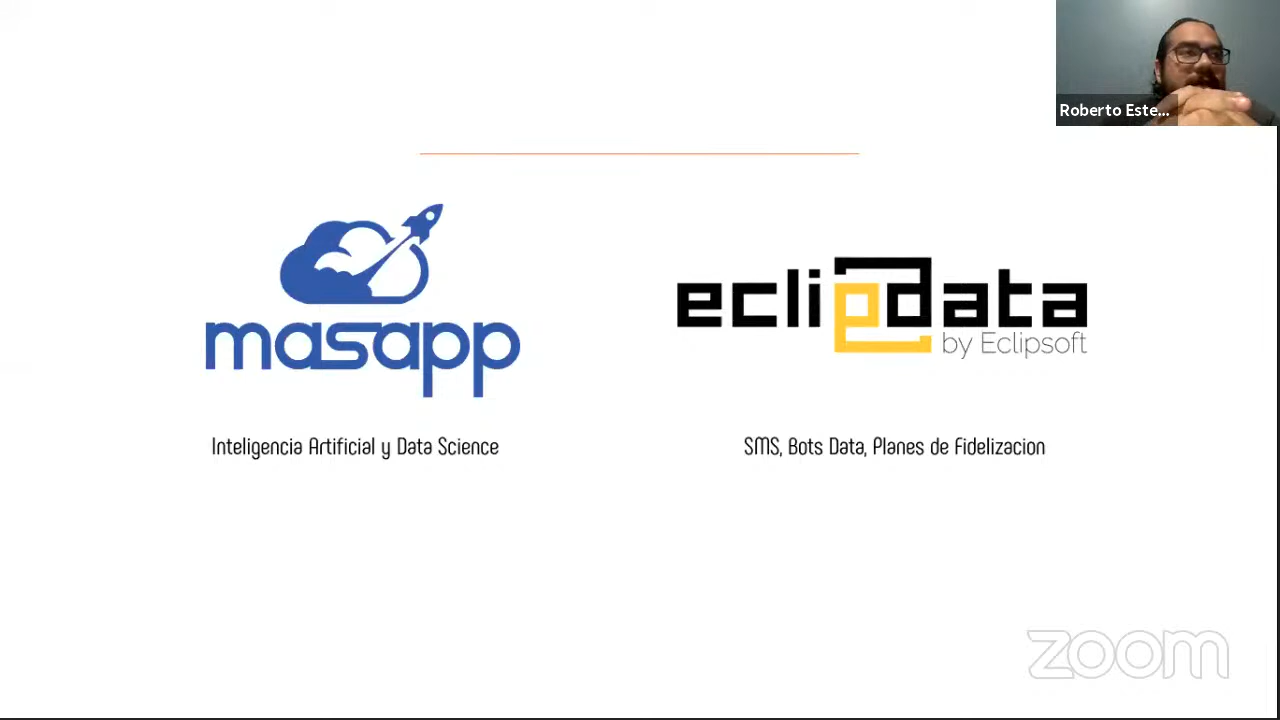 Roberto Este...
masapp
eclipdata
by Eclipsoft
Inteligencia Artificial y Data Science
SMS, Bots Data, Planes de Fidelizacion
zoom